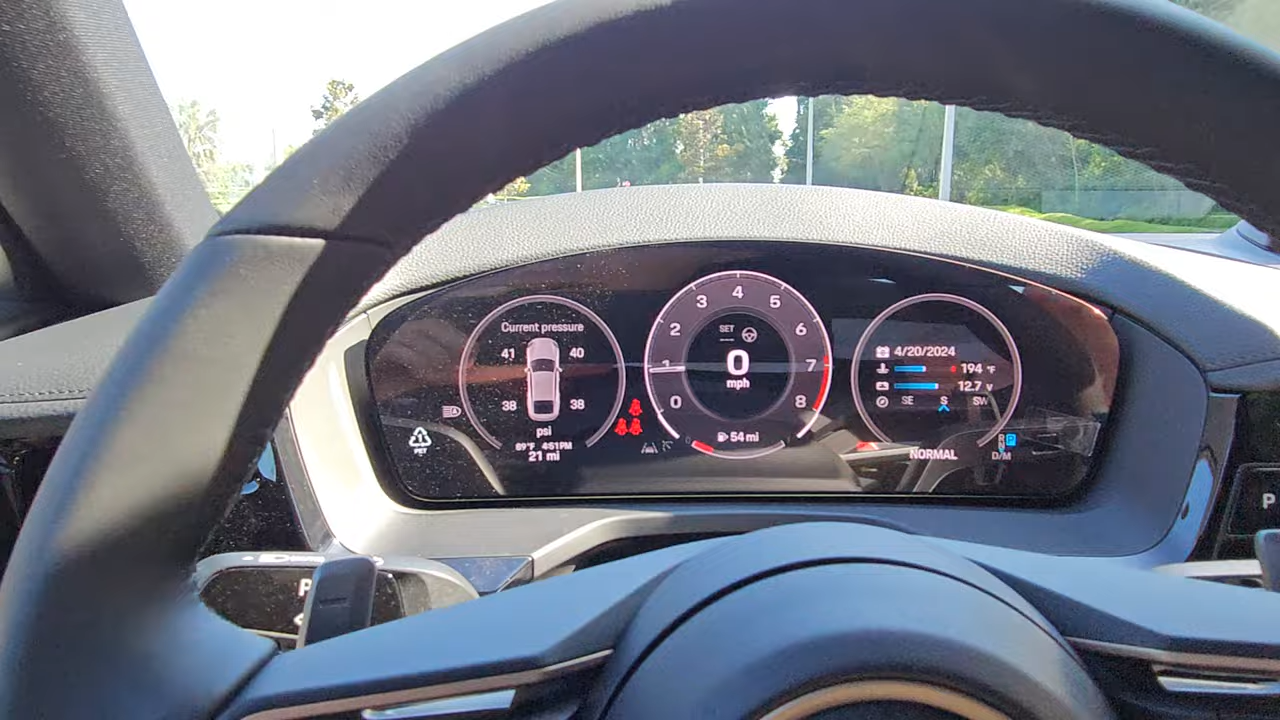 Current pressure
41 40
38 38
psi
89°F 4:51PM
21 mi
PET
0 1 2 3 4 5 6 7 8
SET
0
mph
54 mi
4/20/2024
194 °F
12.7 V
SE S SW
NORMAL
R
N
P
D/M
P
P